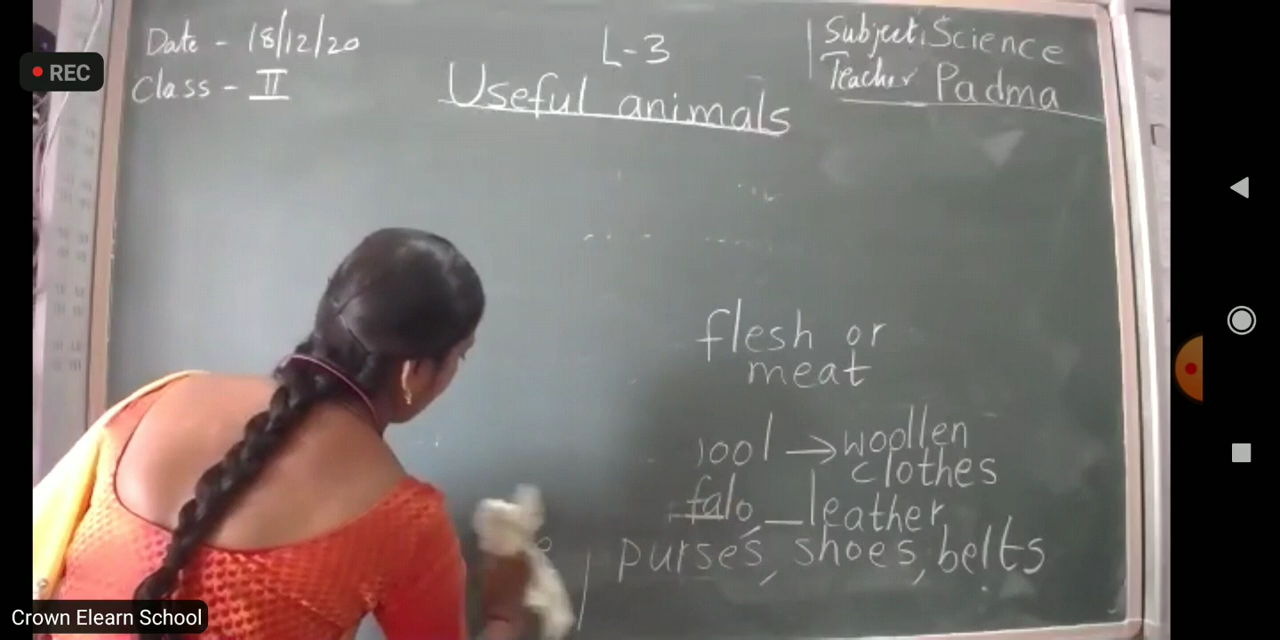 Date - 18/12/20
Class - II
L-3
Useful animals
Subject: Science
Teacher Padma
REC
flesh or
meat
ool → woollen
clothes
falo - leather,
purses, shoes, belts
Crown Elearn School